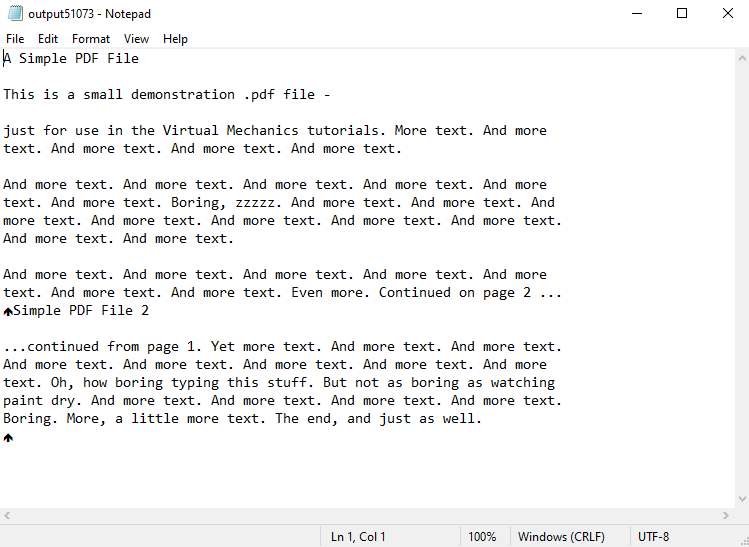 output51073 - Notepad
File Edit Format View Help
A Simple PDF File
This is a small demonstration .pdf file -
just for use in the Virtual Mechanics tutorials. More text. And more
text. And more text. And more text. And more text.
And more text. And more text. And more text. And more text. And more
text. And more text. Boring, zzzzz. And more text. And more text. And
more text. And more text. And more text. And more text. And more text.
And more text. And more text.
And more text. And more text. And more text. And more text. And more
text. And more text. And more text. Even more. Continued on page 2 ...
🡅Simple PDF File 2
...continued from page 1. Yet more text. And more text. And more text.
And more text. And more text. And more text. And more text. And more
text. Oh, how boring typing this stuff. But not as boring as watching
paint dry. And more text. And more text. And more text. And more text.
Boring. More, a little more text. The end, and just as well.
🡅
Ln 1, Col 1 100% Windows (CRLF) UTF-8